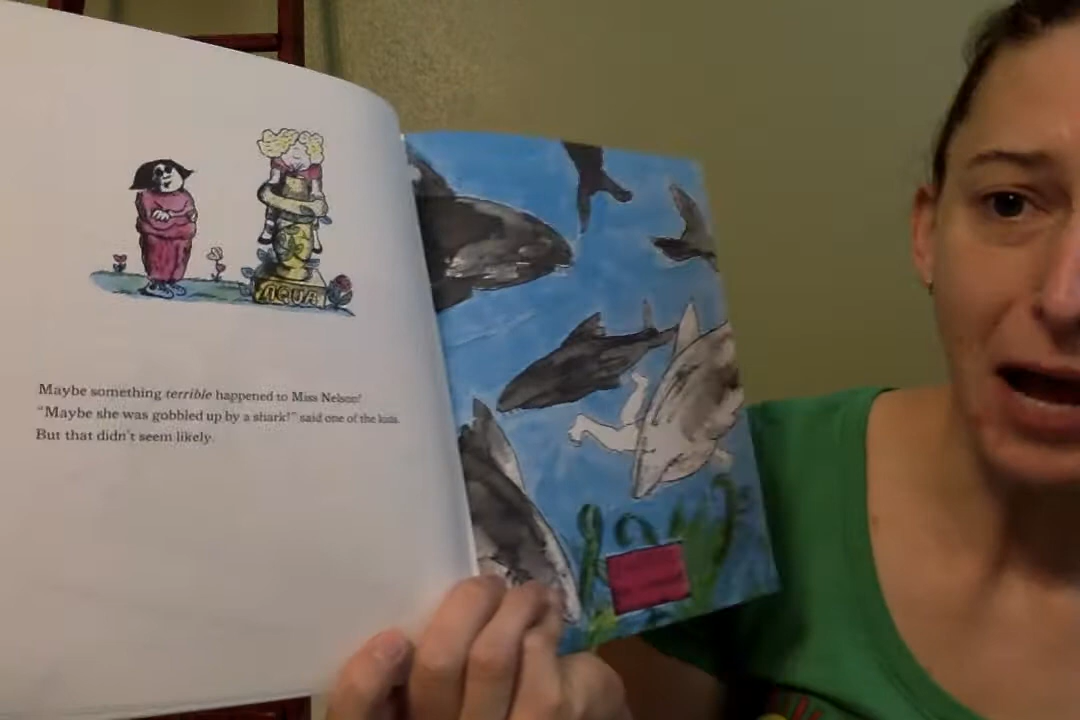 AQUA
Maybe something terrible happened to Miss Nelson!
"Maybe she was gobbled up by a shark!" said one of the kids.
But that didn't seem likely.